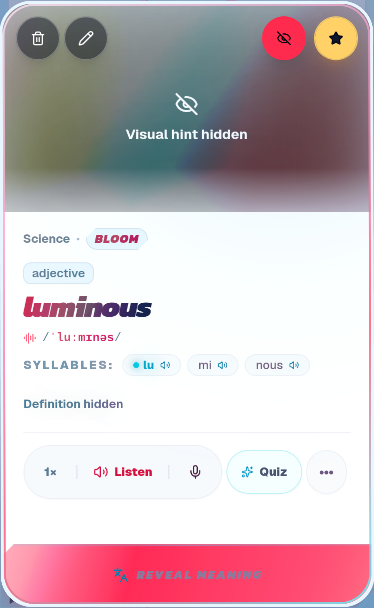 Visual hint hidden
Science · BLOOM
adjective
luminous
/ˈluːmɪnəs/
SYLLABLES: lu mi nous
Definition hidden
1× Listen Quiz
REVEAL MEANING